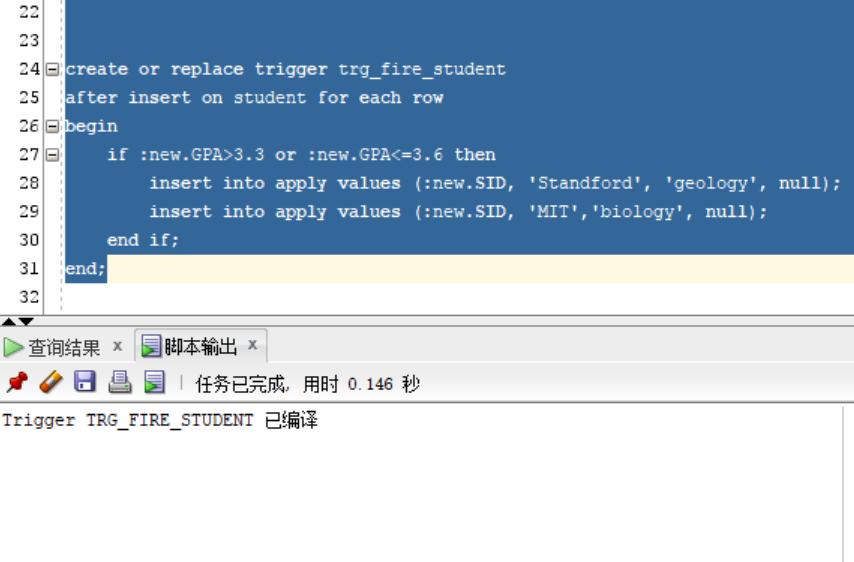 22
23
24 create or replace trigger trg_fire_student
25 after insert on student for each row
26 begin
27 if :new.GPA>3.3 or :new.GPA<=3.6 then
28 insert into apply values (:new.SID, 'Standford', 'geology', null);
29 insert into apply values (:new.SID, 'MIT','biology', null);
30 end if;
31 end;
32
查询结果 x 脚本输出 x
任务已完成, 用时 0.146 秒
Trigger TRG_FIRE_STUDENT 已编译